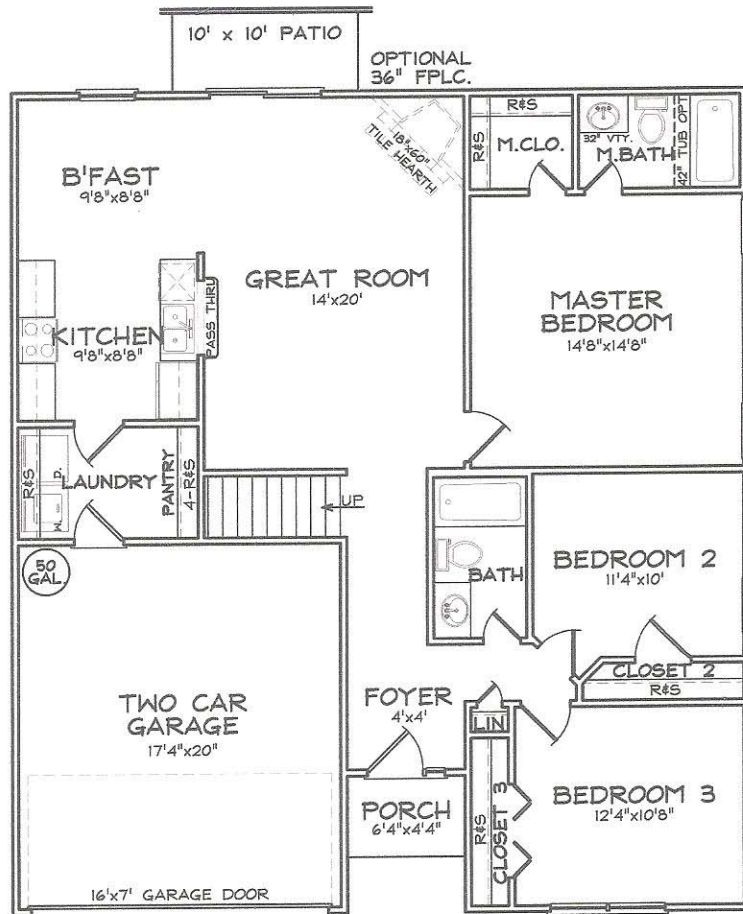 10' x 10' PATIO
OPTIONAL
36" FPLC.
R&S
R&S
M.CLO.
32" VTY.
M.BATH
42" TUB OPT
18"x60"
TILE HEARTH
B'FAST
9'8"x8'8"
GREAT ROOM
14'x20'
MASTER
BEDROOM
14'8"x14'8"
KITCHEN
9'8"x8'8"
PASS THRU
R&S
LAUNDRY
W.
D.
PANTRY
4-R&S
UP
50
GAL.
BATH
BEDROOM 2
11'4"x10'
CLOSET 2
R&S
TWO CAR
GARAGE
17'4"x20'
FOYER
4'x4'
LIN
PORCH
6'4"x4'4"
R&S
CLOSET 3
BEDROOM 3
12'4"x10'8"
16'x7' GARAGE DOOR